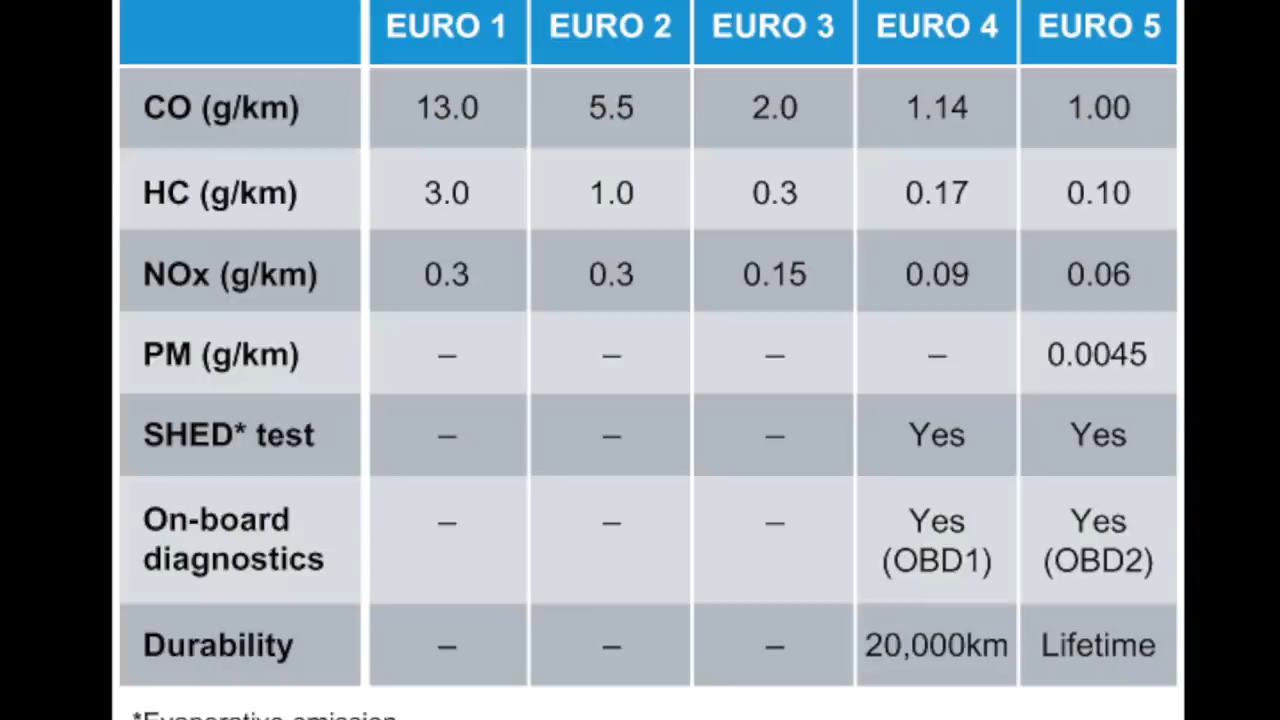 EURO 1 EURO 2 EURO 3 EURO 4 EURO 5
CO (g/km) 13.0 5.5 2.0 1.14 1.00
HC (g/km) 3.0 1.0 0.3 0.17 0.10
NOx (g/km) 0.3 0.3 0.15 0.09 0.06
PM (g/km) – – – – 0.0045
SHED* test – – – Yes Yes
On-board diagnostics – – – Yes (OBD1) Yes (OBD2)
Durability – – – 20,000km Lifetime
*Evaporative emission